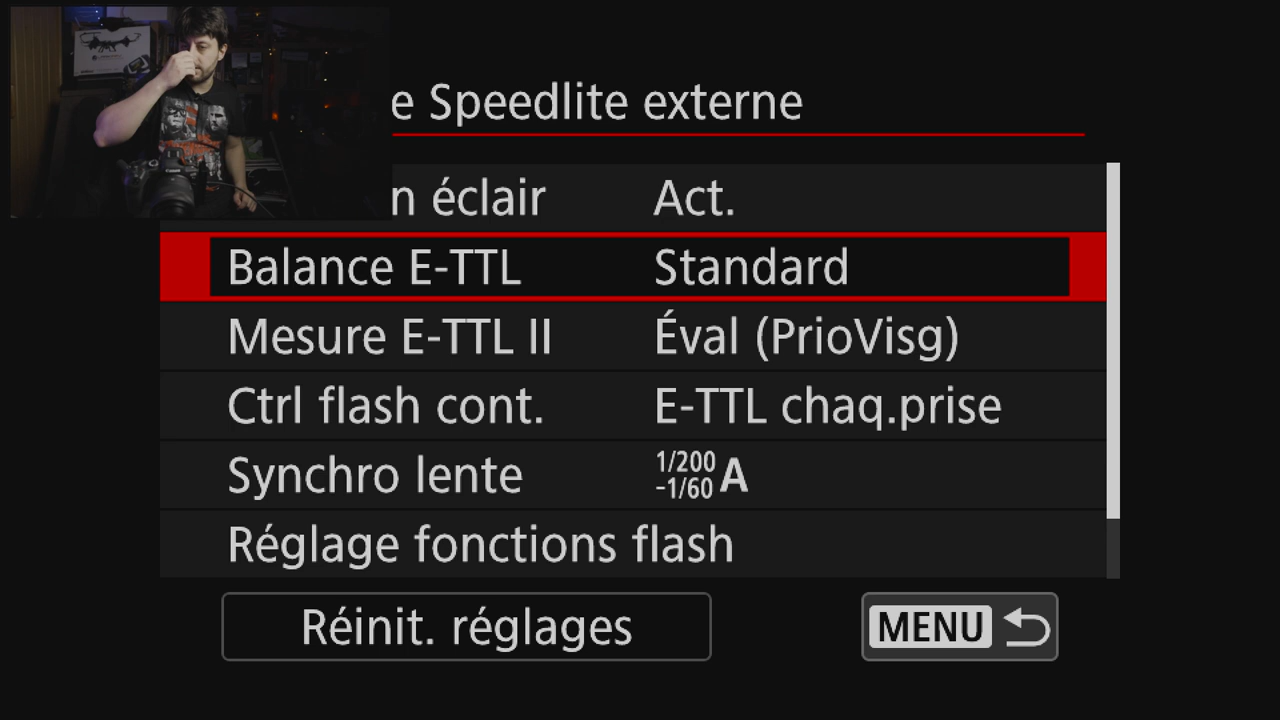 e Speedlite externe
n éclair Act.
Balance E-TTL Standard
Mesure E-TTL II Éval (PrioVisg)
Ctrl flash cont. E-TTL chaq.prise
Synchro lente 1/200-1/60 A
Réglage fonctions flash
Réinit. réglages MENU